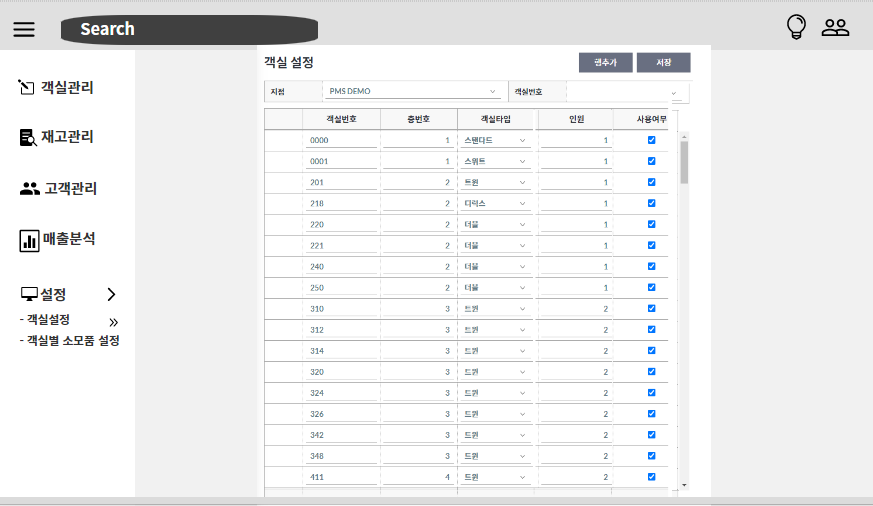 Search
객실관리
재고관리
고객관리
매출분석
설정
- 객실설정
- 객실별 소모품 설정
객실 설정
행추가 저장
지점 PMS DEMO 객실번호
객실번호 층번호 객실타입 인원 사용여부
0000 1 스탠다드 1
0001 1 스위트 1
201 2 트윈 1
218 2 디럭스 1
220 2 더블 1
221 2 더블 1
240 2 더블 1
250 2 더블 1
310 3 트윈 2
312 3 트윈 2
314 3 트윈 2
320 3 트윈 2
324 3 트윈 2
326 3 트윈 2
342 3 트윈 2
348 3 트윈 2
411 4 트윈 2